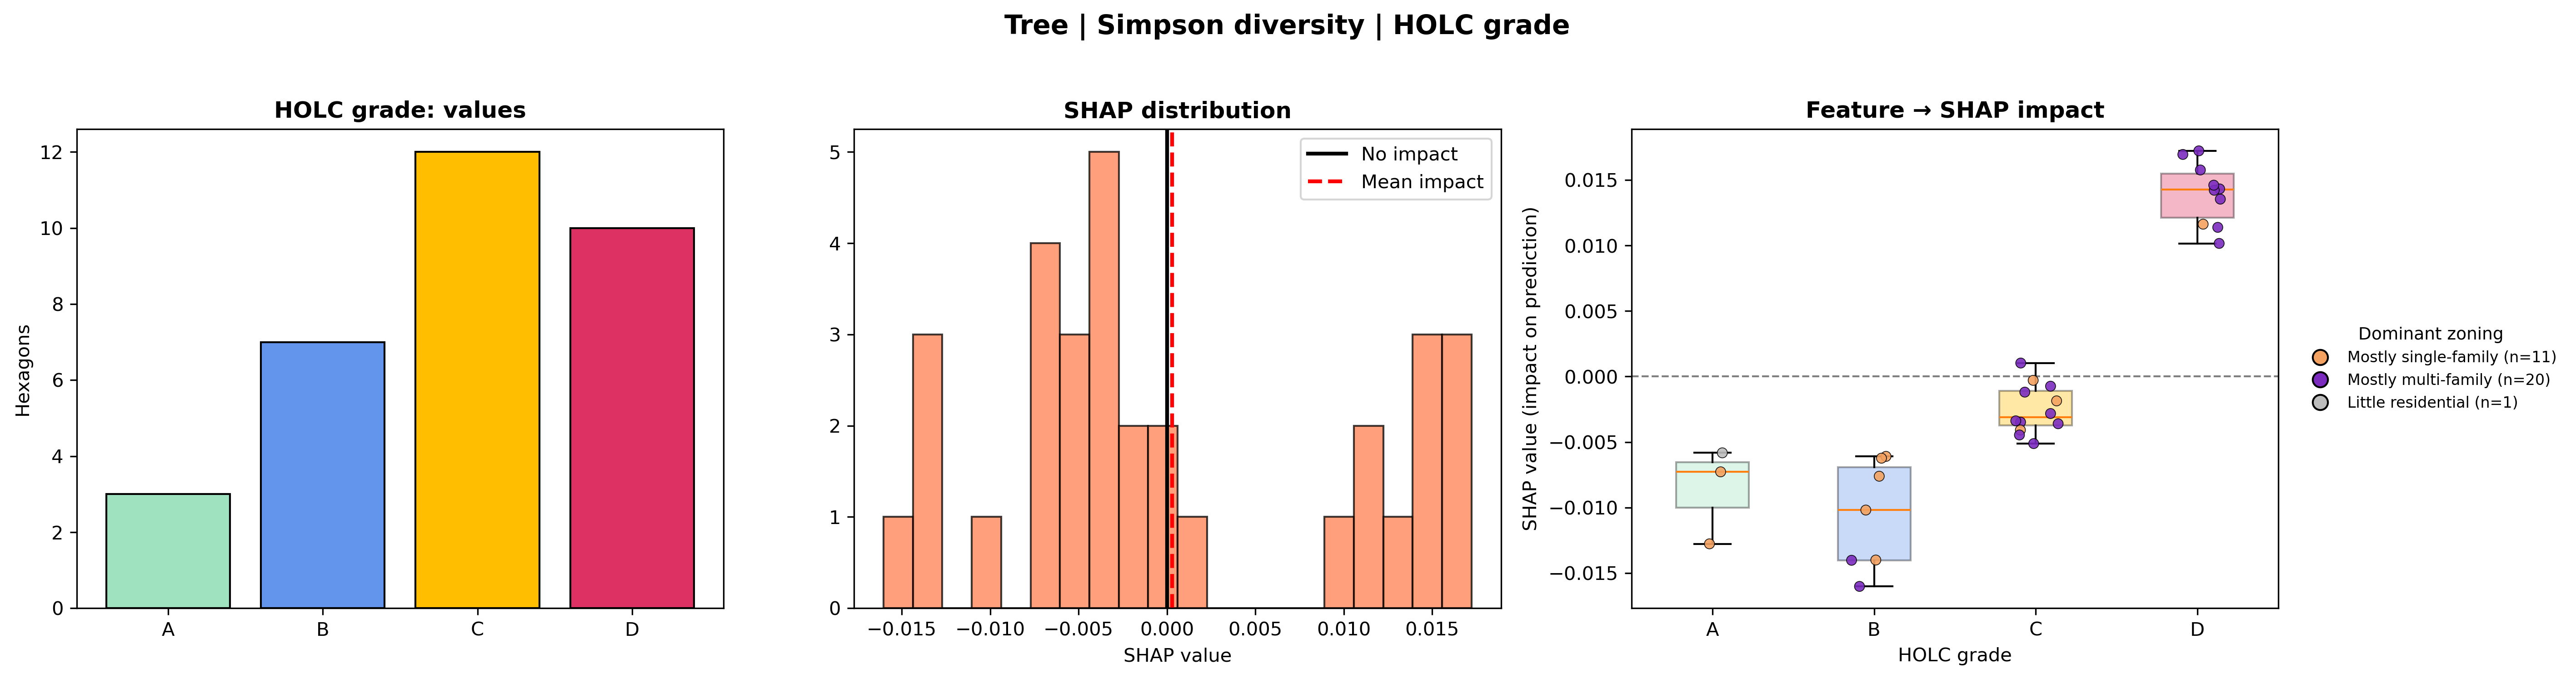 Tree | Simpson diversity | HOLC grade
HOLC grade: values
Hexagons
12
10
8
6
4
2
0
A
B
C
D
SHAP distribution
No impact
Mean impact
5
4
3
2
1
0
−0.015
−0.010
−0.005
0.000
0.005
0.010
0.015
SHAP value
Feature → SHAP impact
SHAP value (impact on prediction)
0.015
0.010
0.005
0.000
−0.005
−0.010
−0.015
A
B
C
D
HOLC grade
Dominant zoning
Mostly single-family (n=11)
Mostly multi-family (n=20)
Little residential (n=1)